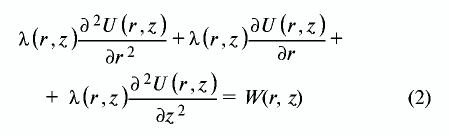 λ(r,z) ∂²U(r,z)/∂r² + λ(r,z) ∂U(r,z)/∂r +
+ λ(r,z) ∂²U(r,z)/∂z² = W(r, z) (2)